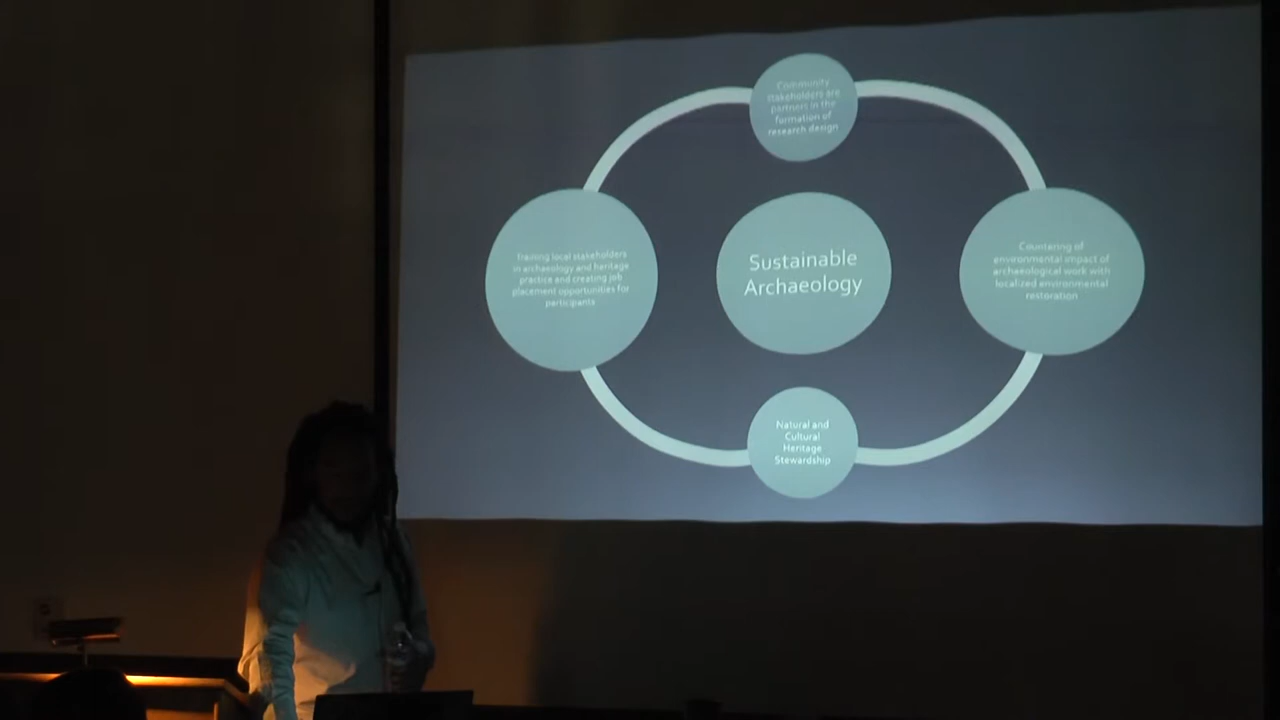 Community
stakeholders are
partners in the
formation of
research design
Training local stakeholders
in archaeology and heritage
practice and creating job
placement opportunities for
participants
Sustainable
Archaeology
Countering of
environmental impact of
archaeological work with
localized environmental
restoration
Natural and
Cultural
Heritage
Stewardship